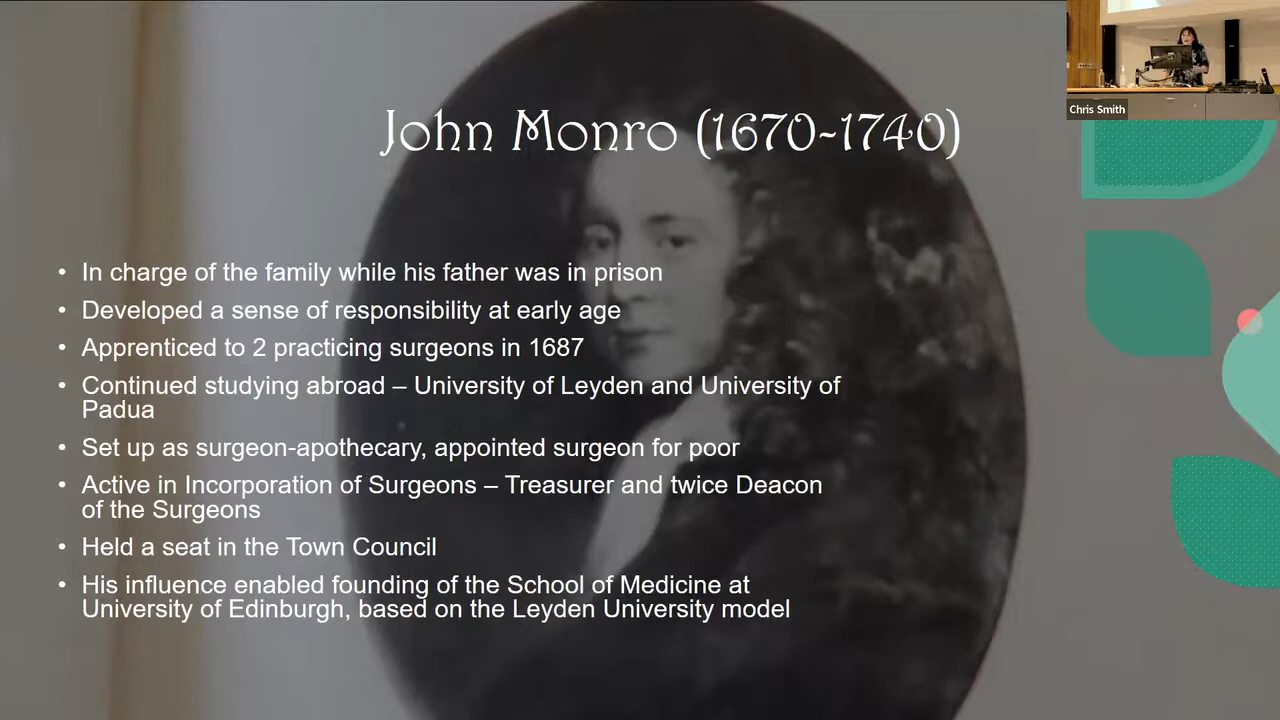 John Monro (1670-1740)
• In charge of the family while his father was in prison
• Developed a sense of responsibility at early age
• Apprenticed to 2 practicing surgeons in 1687
• Continued studying abroad – University of Leyden and University of
Padua
• Set up as surgeon-apothecary, appointed surgeon for poor
• Active in Incorporation of Surgeons – Treasurer and twice Deacon
of the Surgeons
• Held a seat in the Town Council
• His influence enabled founding of the School of Medicine at
University of Edinburgh, based on the Leyden University model
Chris Smith